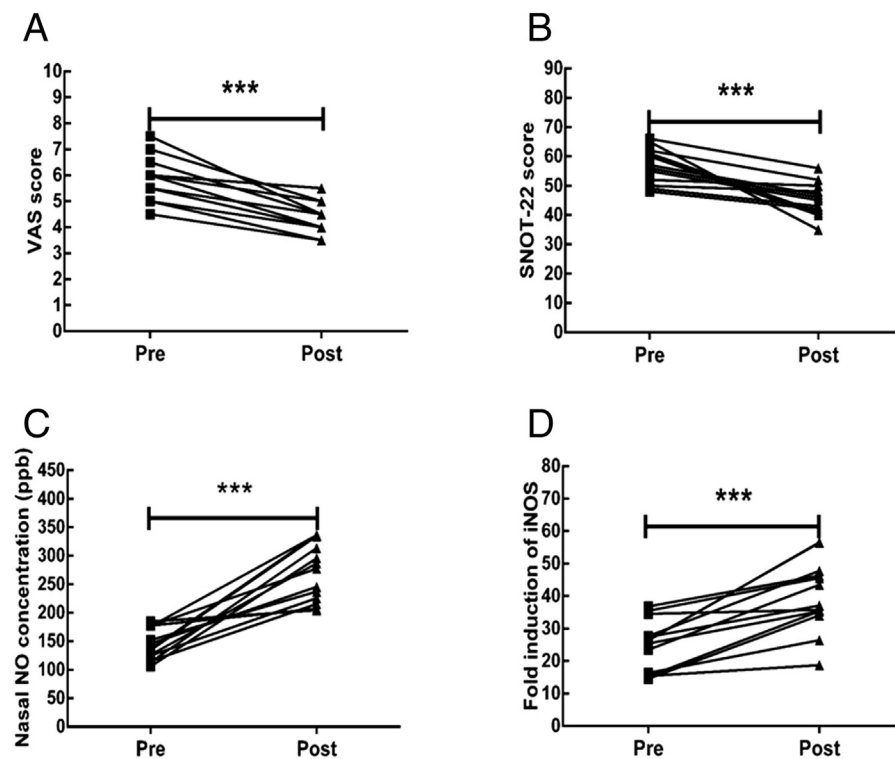 A
VAS score
10
9
8
7
6
5
4
3
2
1
0
***
Pre
Post
B
SNOT-22 score
90
80
70
60
50
40
30
20
10
0
***
Pre
Post
C
Nasal NO concentration (ppb)
450
400
350
300
250
200
150
100
50
0
***
Pre
Post
D
Fold induction of iNOS
80
70
60
50
40
30
20
10
0
***
Pre
Post